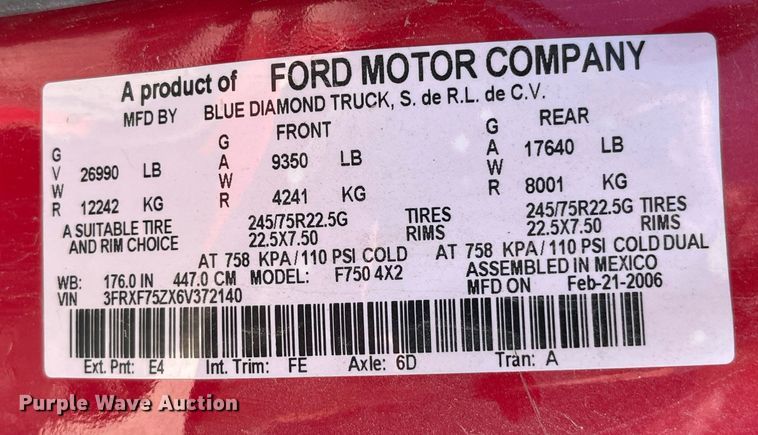 A product of FORD MOTOR COMPANY
MFD BY BLUE DIAMOND TRUCK, S. de R.L. de C.V.
FRONT REAR
GVWR 26990 LB GAWR 9350 LB GAWR 17640 LB
12242 KG 4241 KG 8001 KG
A SUITABLE TIRE 245/75R22.5G TIRES 245/75R22.5G TIRES
AND RIM CHOICE 22.5X7.50 RIMS 22.5X7.50 RIMS
AT 758 KPA/110 PSI COLD AT 758 KPA/110 PSI COLD DUAL
WB: 176.0 IN 447.0 CM MODEL: F750 4X2 ASSEMBLED IN MEXICO
VIN 3FRXF75ZX6V372140 MFD ON Feb-21-2006
Ext. Pnt: E4 Int. Trim: FE Axle: 6D Tran: A
Purple Wave Auction